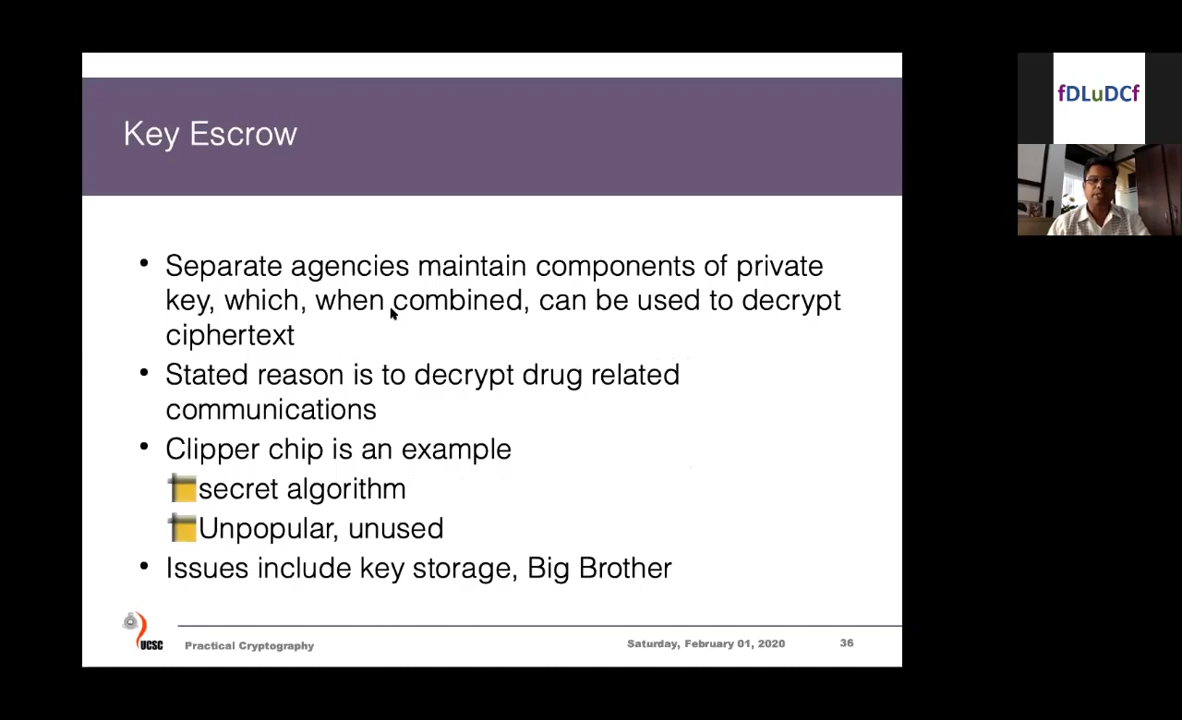 Key Escrow
• Separate agencies maintain components of private
key, which, when combined, can be used to decrypt
ciphertext
• Stated reason is to decrypt drug related
communications
• Clipper chip is an example
secret algorithm
Unpopular, unused
• Issues include key storage, Big Brother
UCSC
Practical Cryptography
Saturday, February 01, 2020
36
fDLuDCf